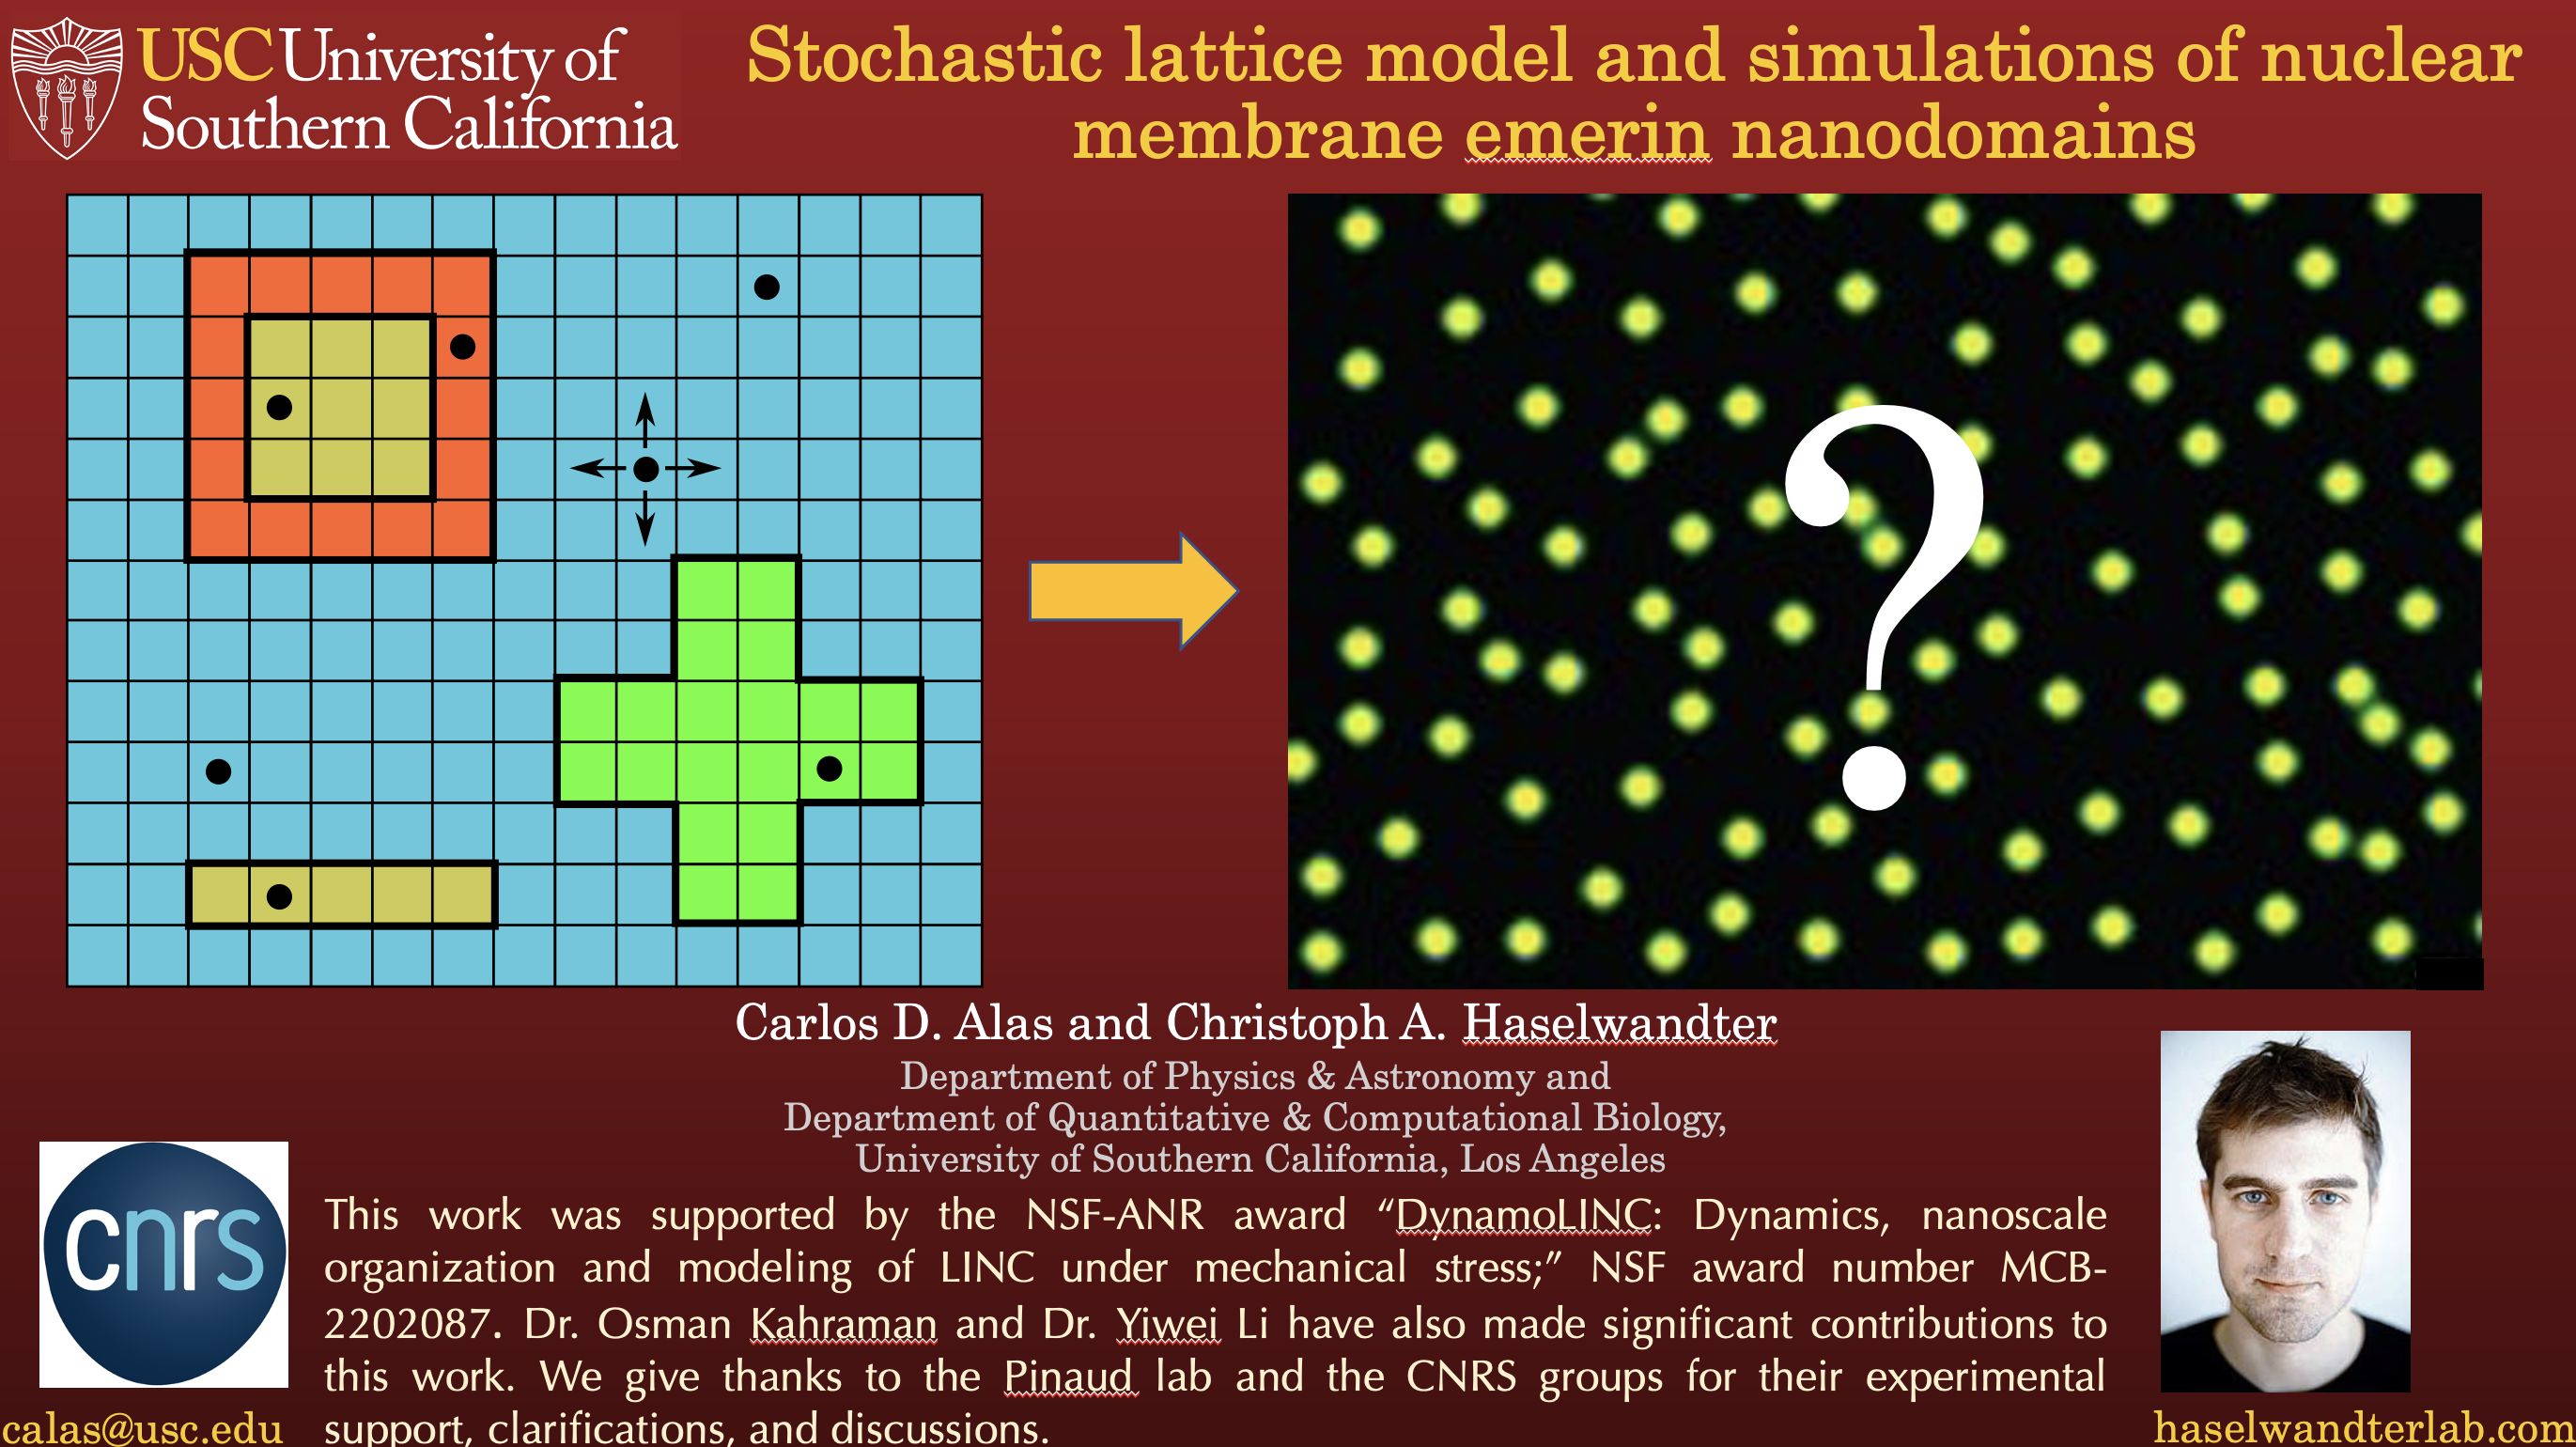 USC University of
Southern California
Stochastic lattice model and simulations of nuclear
membrane emerin nanodomains
?
Carlos D. Alas and Christoph A. Haselwandter
Department of Physics & Astronomy and
Department of Quantitative & Computational Biology,
University of Southern California, Los Angeles
cnrs
This work was supported by the NSF-ANR award “DynamoLINC: Dynamics, nanoscale
organization and modeling of LINC under mechanical stress;” NSF award number MCB-
2202087. Dr. Osman Kahraman and Dr. Yiwei Li have also made significant contributions to
this work. We give thanks to the Pinaud lab and the CNRS groups for their experimental
support, clarifications, and discussions.
calas@usc.edu
haselwandterlab.com